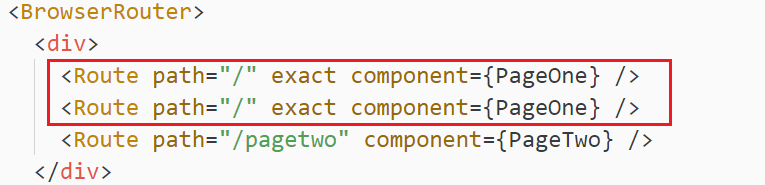 <BrowserRouter>
<div>
<Route path="/" exact component={PageOne} />
<Route path="/" exact component={PageOne} />
<Route path="/pagetwo" component={PageTwo} />
</div>